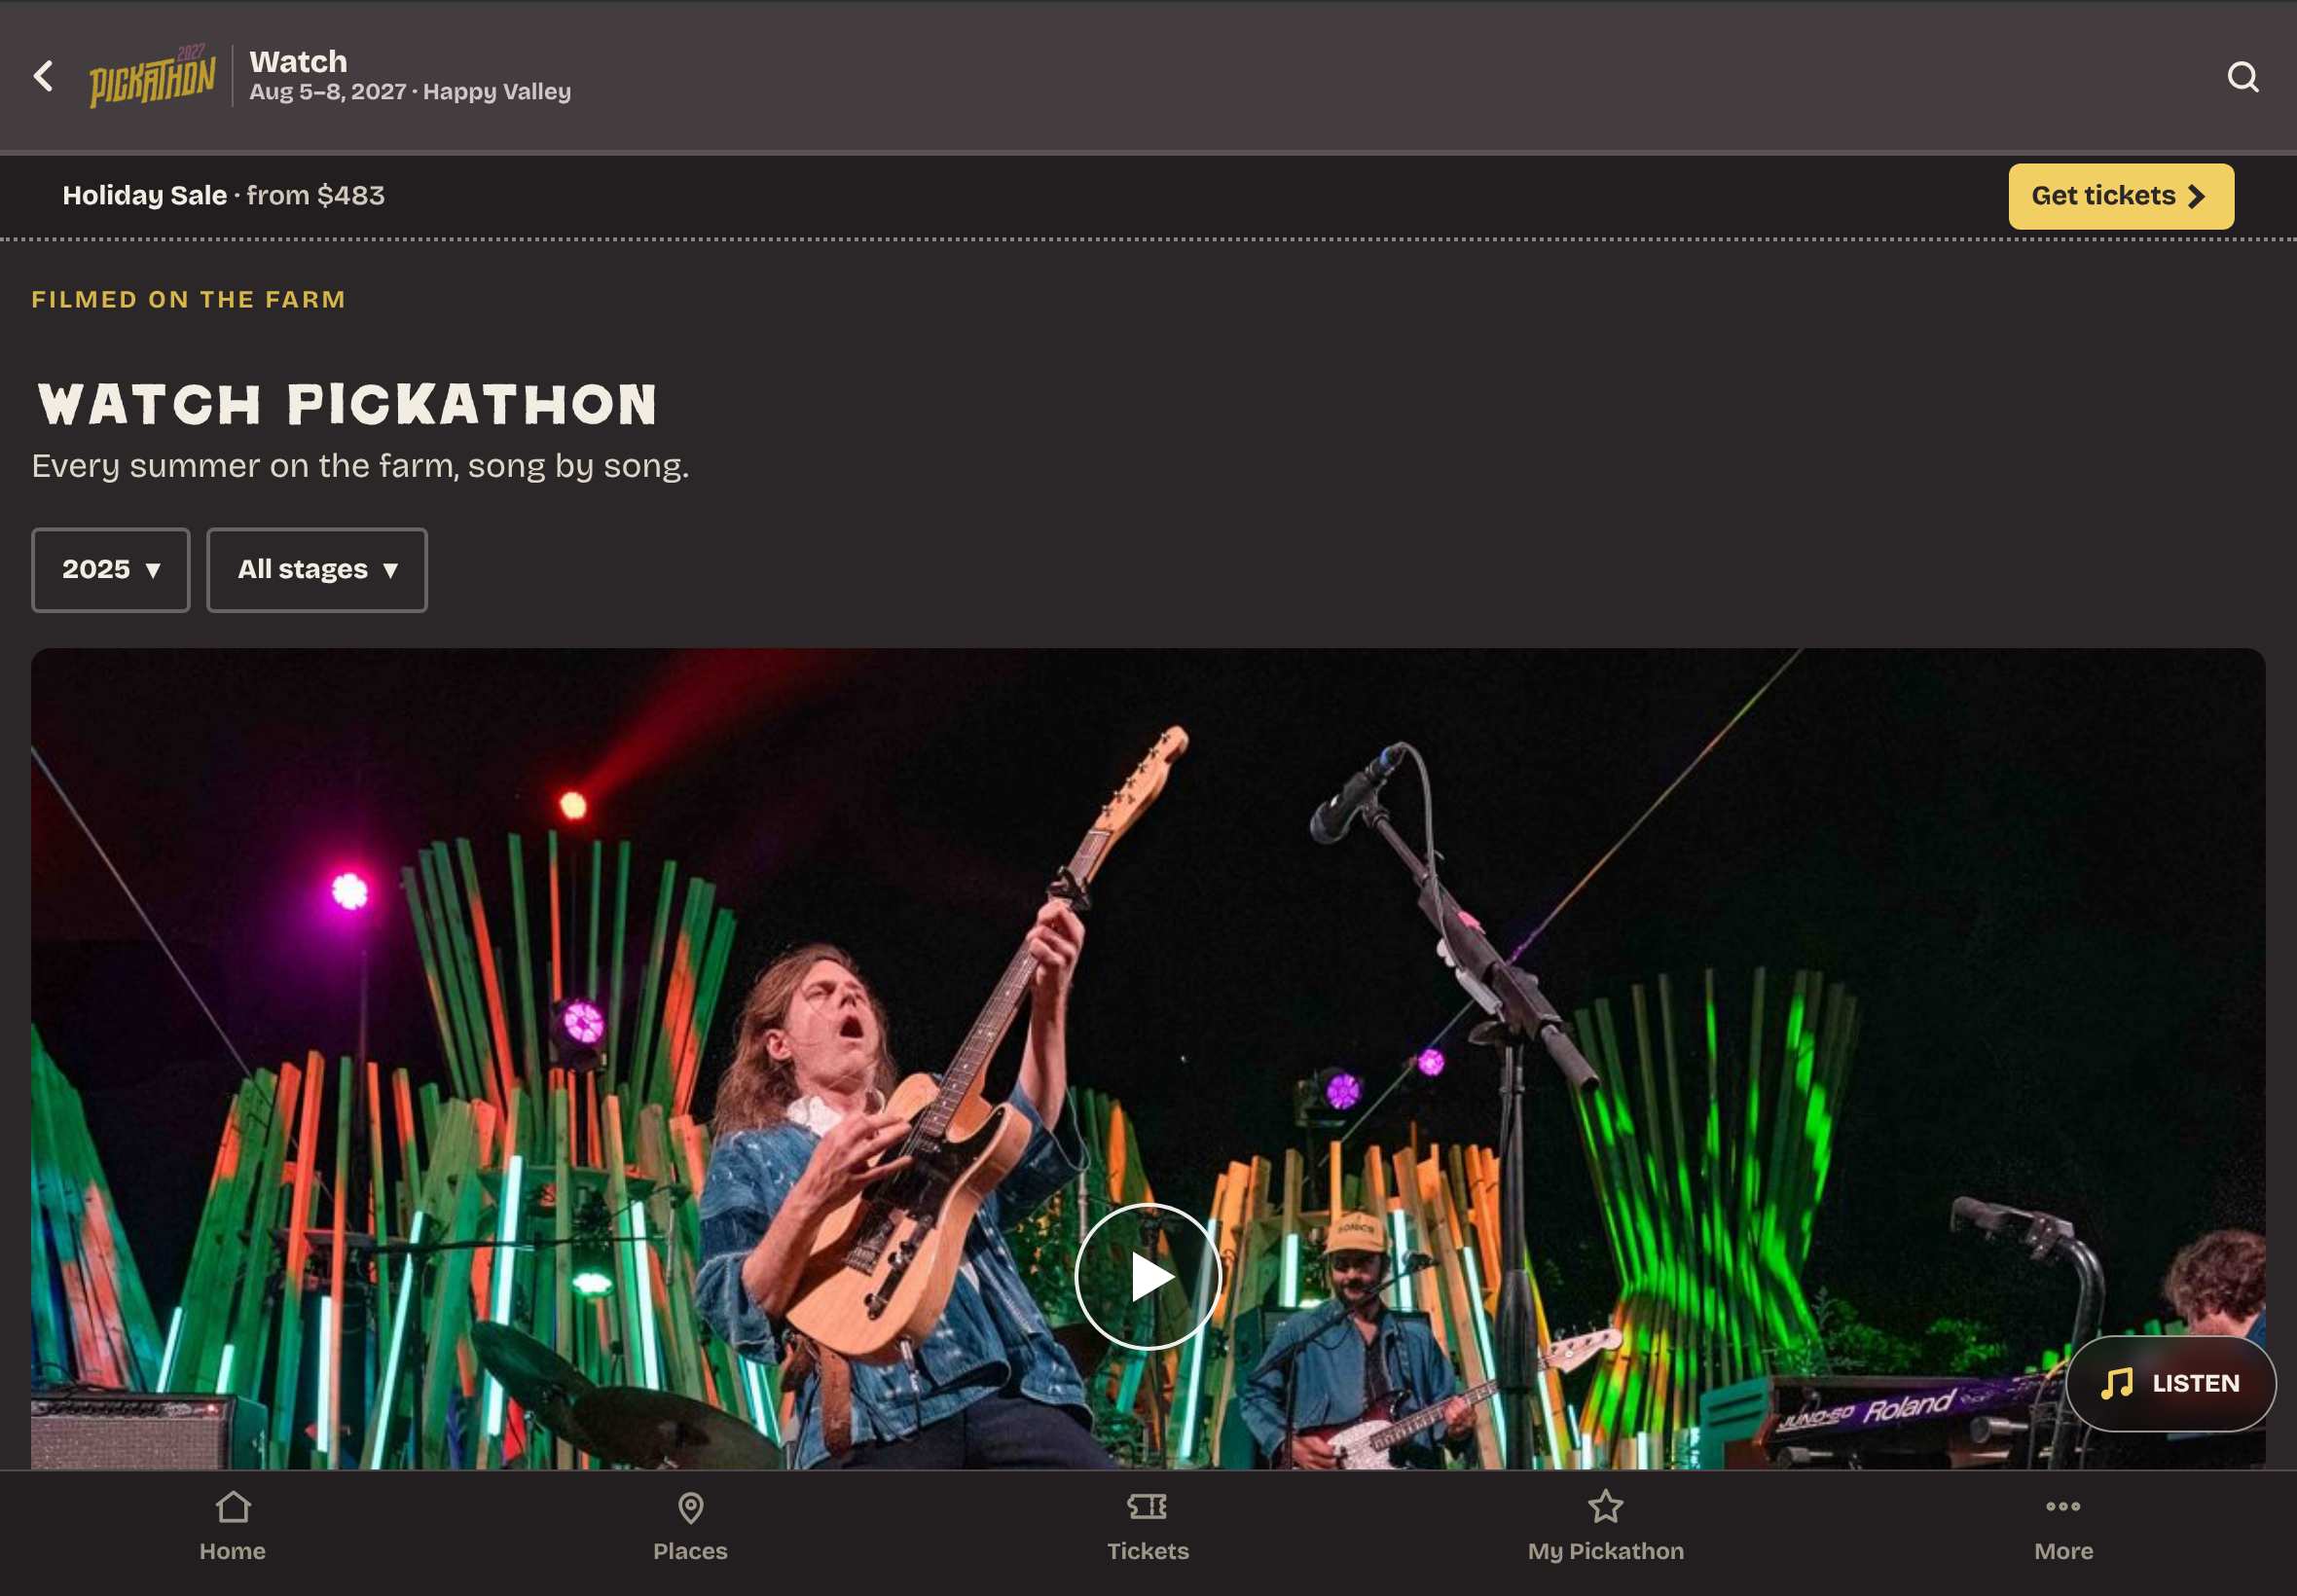 2027
PICKATHON
Watch
Aug 5–8, 2027 · Happy Valley
Holiday Sale · from $483
Get tickets
FILMED ON THE FARM
WATCH PICKATHON
Every summer on the farm, song by song.
2025 ▼ All stages ▼
SONICS
JUNO-60 Roland
LISTEN
Home Places Tickets My Pickathon More